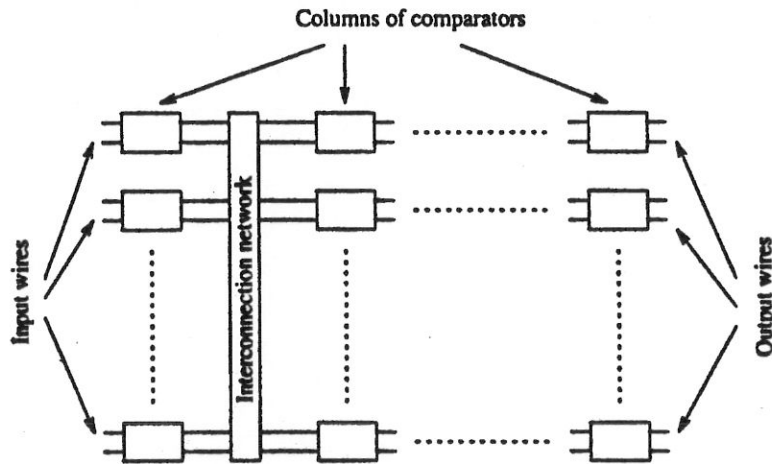 Columns of comparators
Input wires
Interconnection network
Output wires